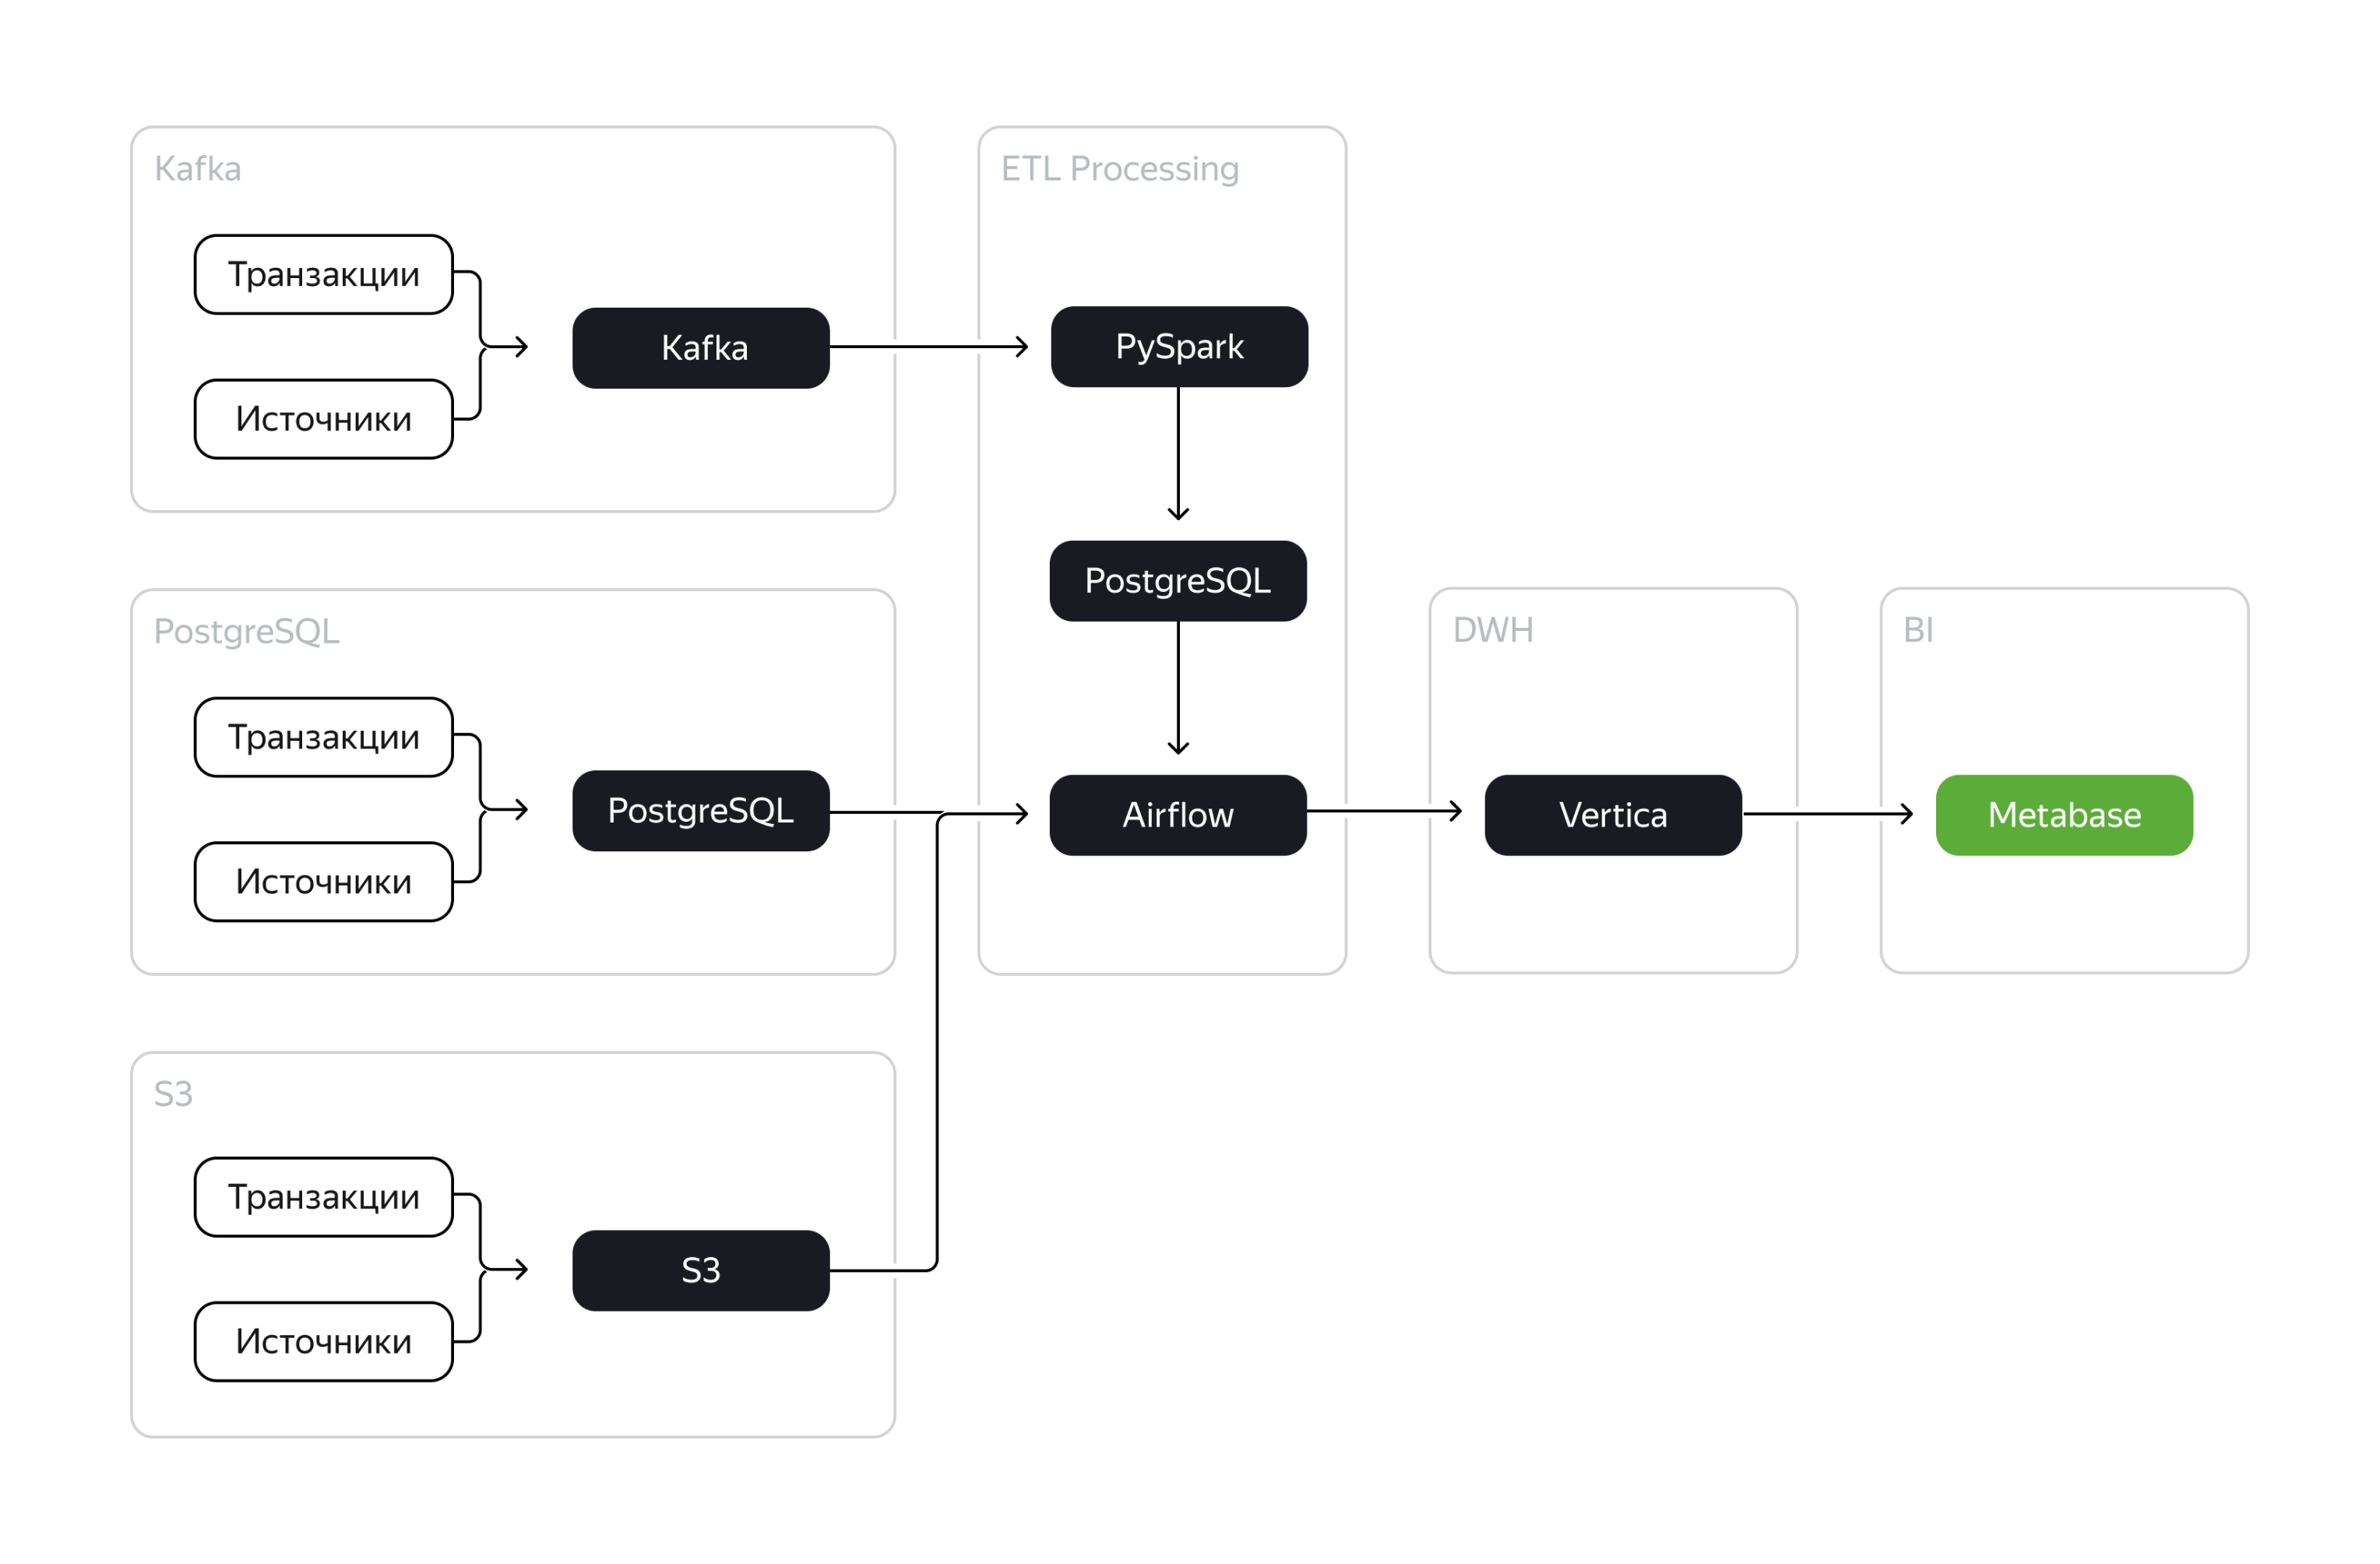 Kafka
Транзакции
Источники
Kafka
ETL Processing
PySpark
PostgreSQL
Airflow
PostgreSQL
Транзакции
Источники
PostgreSQL
DWH
Vertica
BI
Metabase
S3
Транзакции
Источники
S3